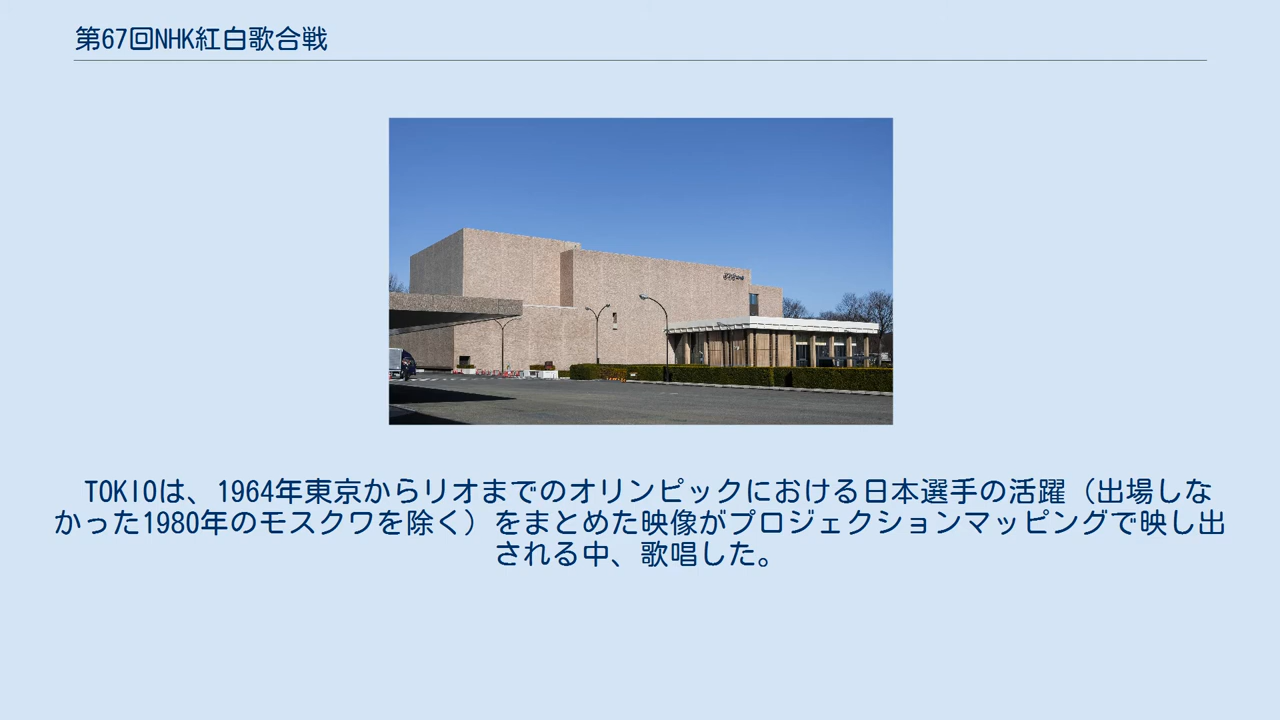 第67回NHK紅白歌合戦
TOKIOは、1964年東京からリオまでのオリンピックにおける日本選手の活躍（出場しな
かった1980年のモスクワを除く）をまとめた映像がプロジェクションマッピングで映し出
される中、歌唱した。